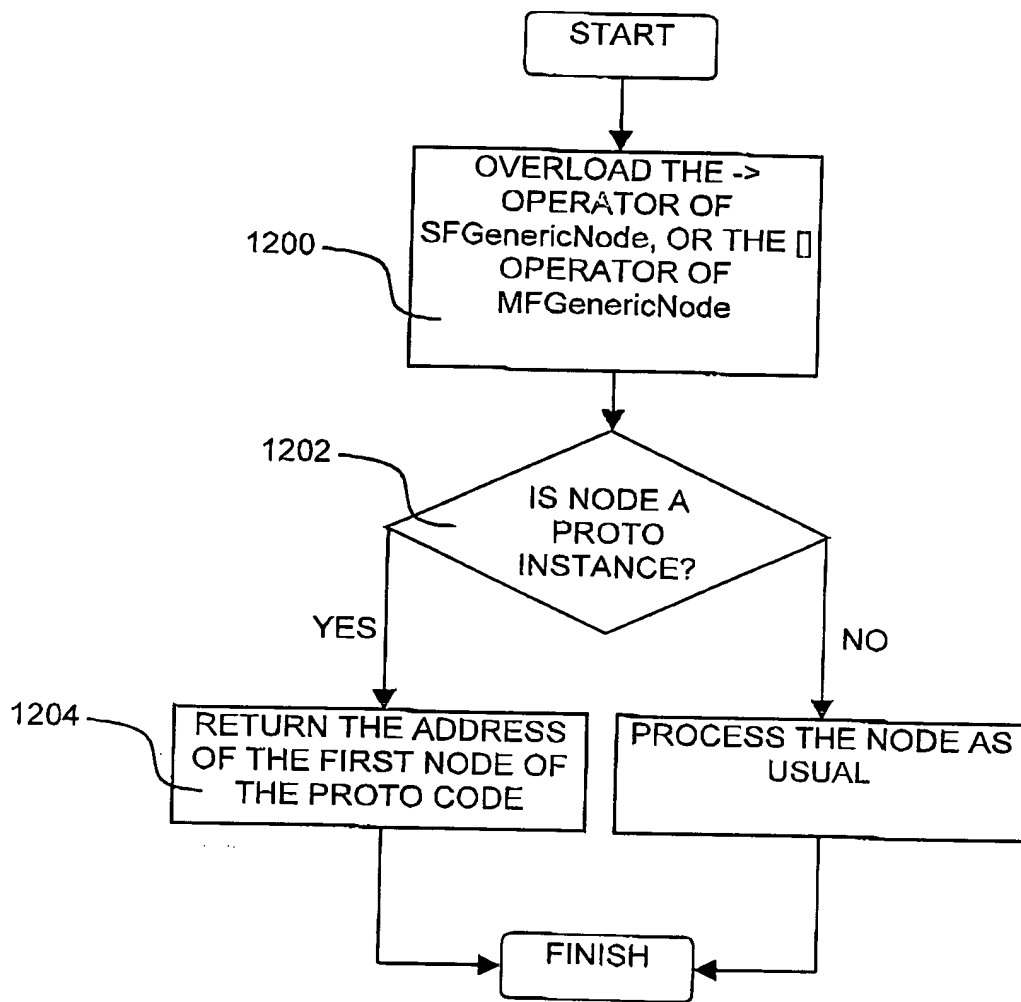 START
OVERLOAD THE ->
OPERATOR OF
SFGenericNode, OR THE []
OPERATOR OF
MFGenericNode
1200
1202
IS NODE A
PROTO
INSTANCE?
YES
NO
1204
RETURN THE ADDRESS
OF THE FIRST NODE OF
THE PROTO CODE
PROCESS THE NODE AS
USUAL
FINISH